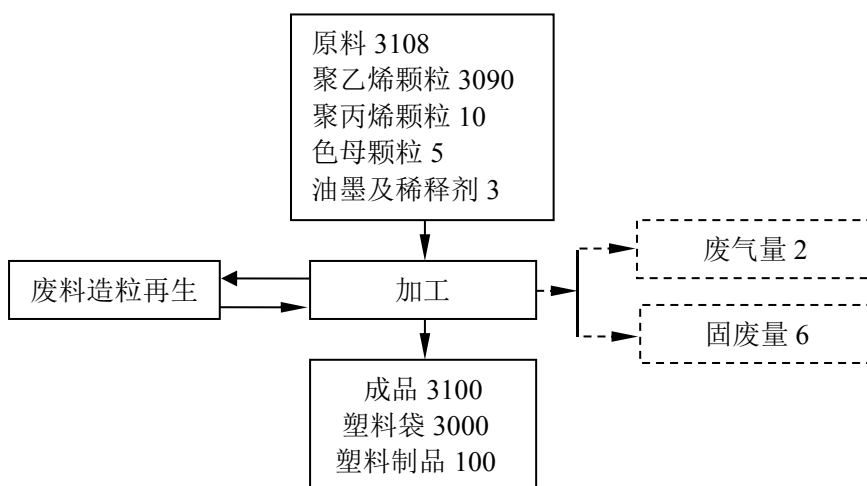 原料 3108
聚乙烯颗粒 3090
聚丙烯颗粒 10
色母颗粒 5
油墨及稀释剂 3
废气量 2
废料造粒再生
加工
固废量 6
成品 3100
塑料袋 3000
塑料制品 100